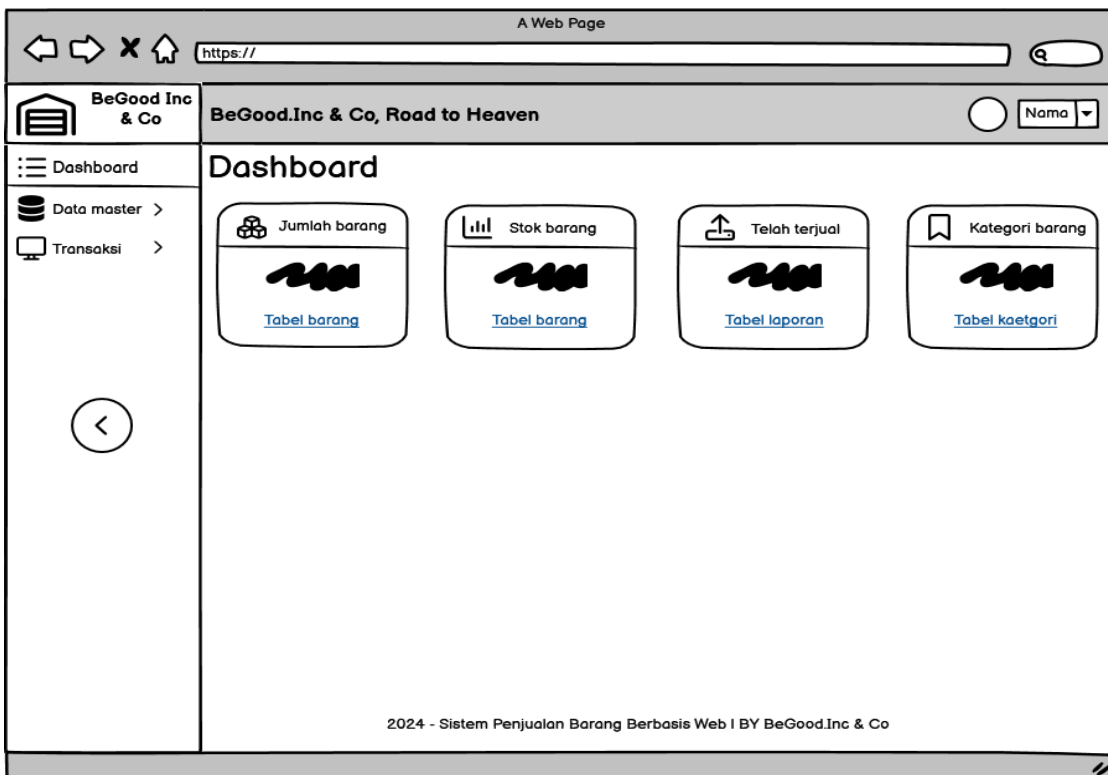 A Web Page
https://
BeGood Inc
& Co
BeGood.Inc & Co, Road to Heaven
Nama
Dashboard
Data master
Transaksi
Dashboard
Jumlah barang
Tabel barang
Stok barang
Tabel barang
Telah terjual
Tabel laporan
Kategori barang
Tabel kaetgori
2024 - Sistem Penjualan Barang Berbasis Web I BY BeGood.Inc & Co